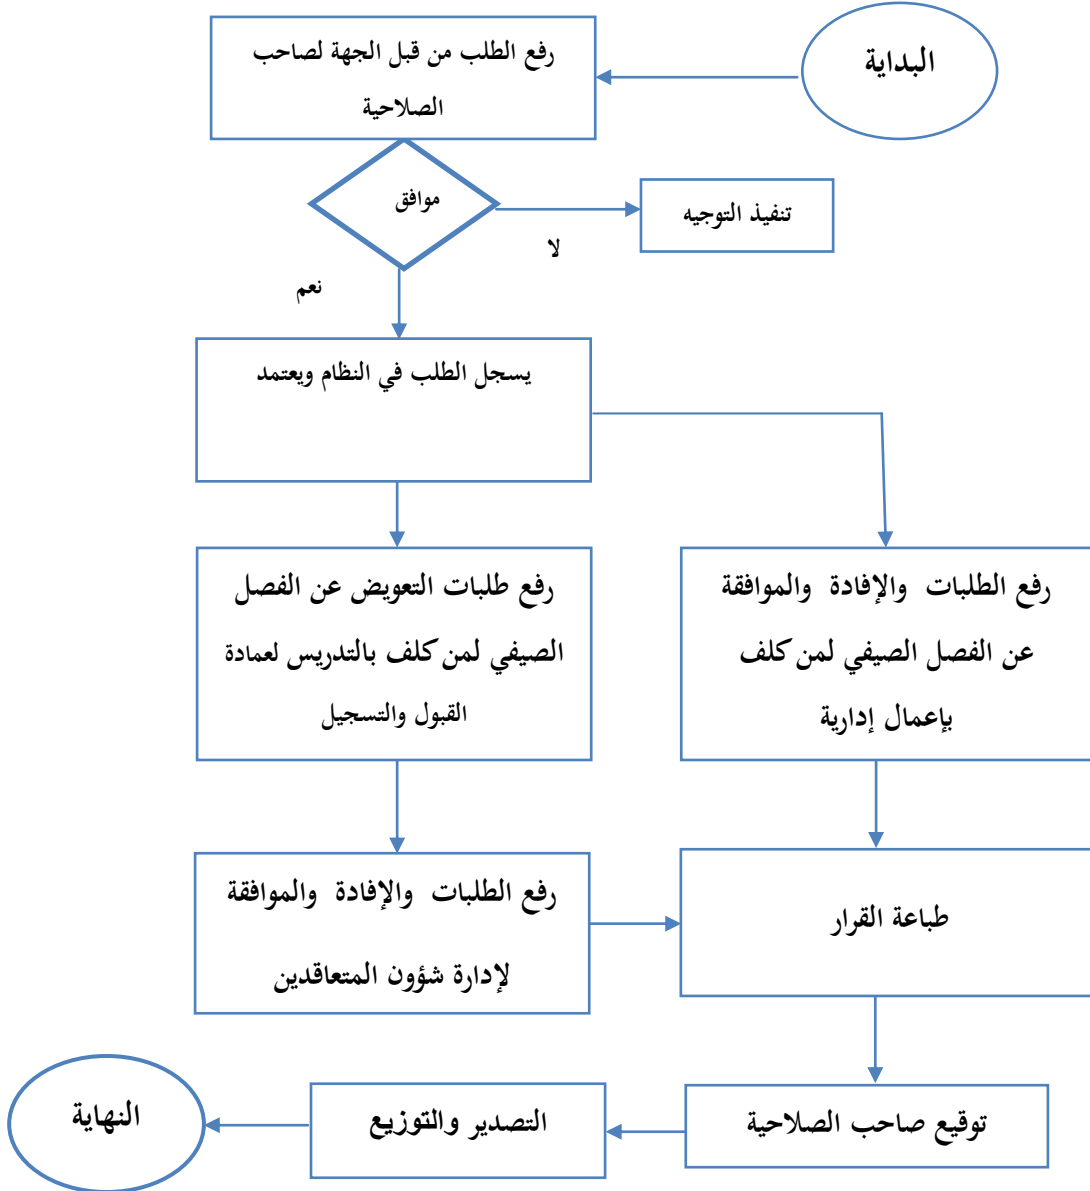 البداية
رفع الطلب من قبل الجهة لصاحب
الصلاحية
موافق
تنفيذ التوجيه
لا
نعم
يسجل الطلب في النظام ويعتمد
رفع الطلبات والإفادة والموافقة
عن الفصل الصيفي لمن كلف
بإعمال إدارية
رفع طلبات التعويض عن الفصل
الصيفي لمن كلف بالتدريس لعمادة
القبول والتسجيل
رفع الطلبات والإفادة والموافقة
لإدارة شؤون المتعاقدين
طباعة القرار
توقيع صاحب الصلاحية
التصدير والتوزيع
النهاية